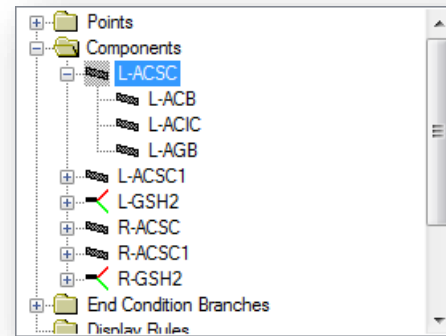 Points
Components
L-ACSC
L-ACB
L-ACIC
L-AGB
L-ACSC1
L-GSH2
R-ACSC
R-ACSC1
R-GSH2
End Condition Branches
Display Rules